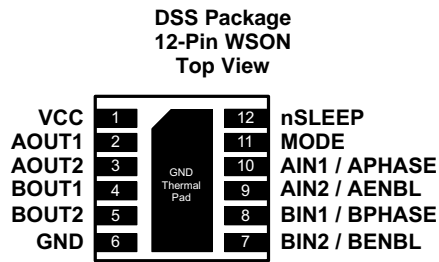 DSS Package
12-Pin WSON
Top View
VCC 1 12 nSLEEP
AOUT1 2 11 MODE
AOUT2 3 10 AIN1 / APHASE
BOUT1 4 9 AIN2 / AENBL
BOUT2 5 8 BIN1 / BPHASE
GND 6 7 BIN2 / BENBL
GND
Thermal
Pad